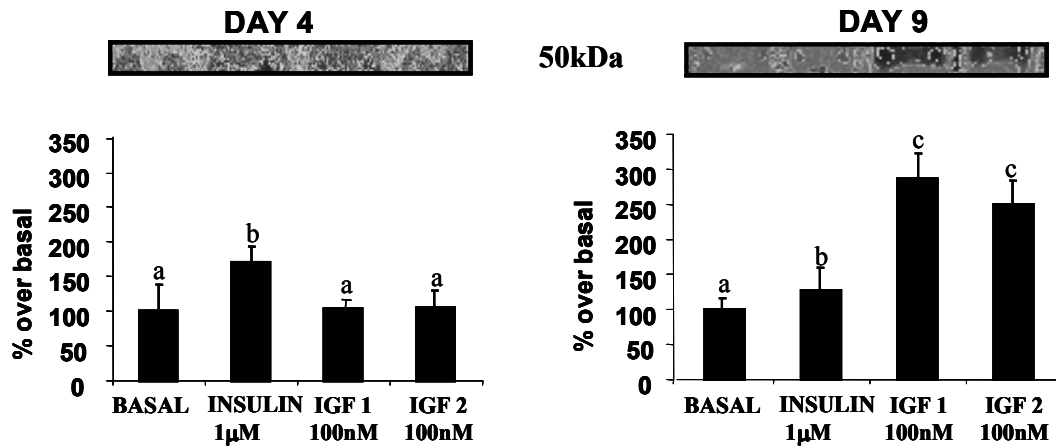 DAY 4
50kDa
DAY 9
350
300
250
200
150
100
50
0
% over basal
a
b
a
a
BASAL
INSULIN
1µM
IGF 1
100nM
IGF 2
100nM
350
300
250
200
150
100
50
0
% over basal
a
b
c
c
BASAL
INSULIN
1µM
IGF 1
100nM
IGF 2
100nM